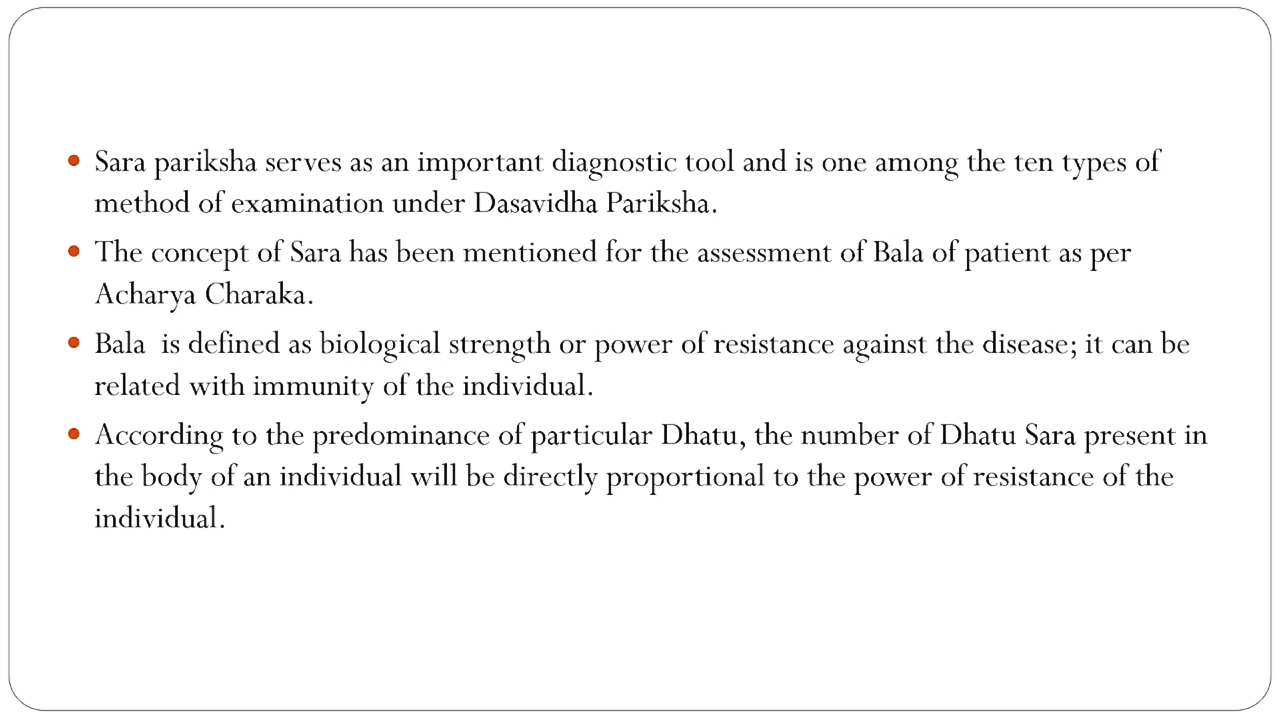 • Sara pariksha serves as an important diagnostic tool and is one among the ten types of
method of examination under Dasavidha Pariksha.
• The concept of Sara has been mentioned for the assessment of Bala of patient as per
Acharya Charaka.
• Bala  is defined as biological strength or power of resistance against the disease; it can be
related with immunity of the individual.
• According to the predominance of particular Dhatu, the number of Dhatu Sara present in
the body of an individual will be directly proportional to the power of resistance of the
individual.